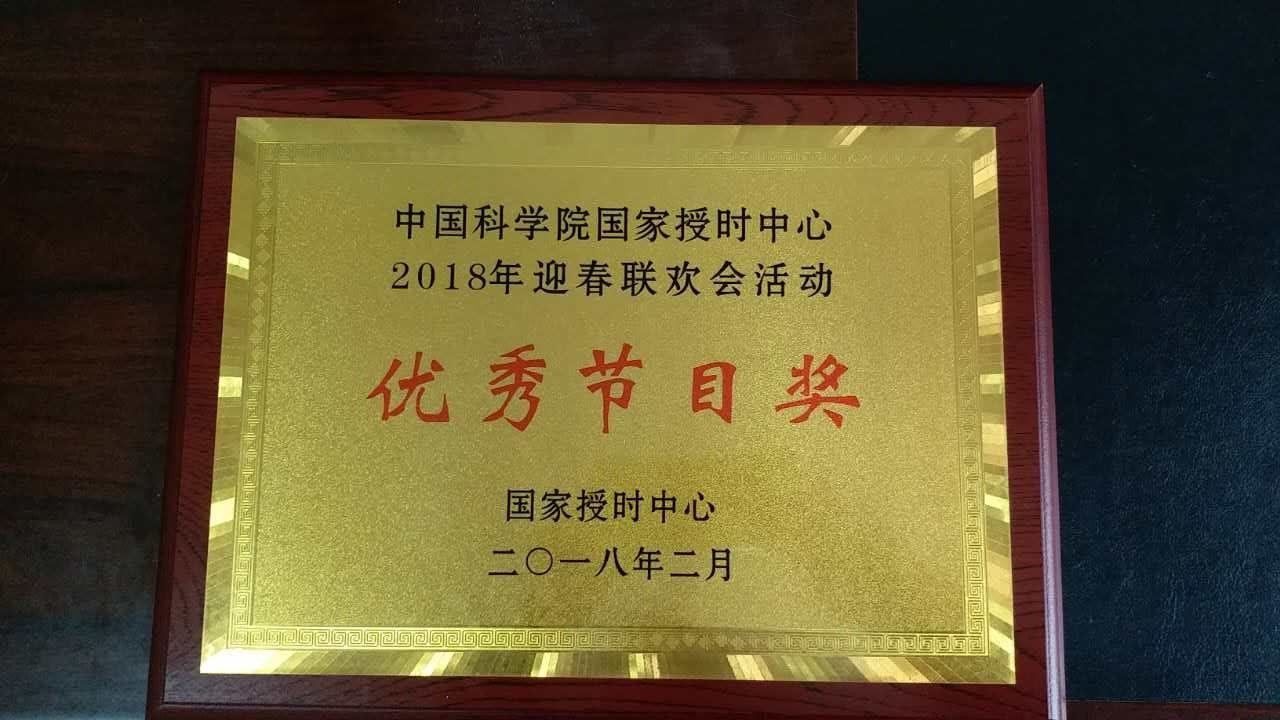 中国科学院国家授时中心
2018年迎春联欢会活动
优秀节目奖
国家授时中心
二〇一八年二月